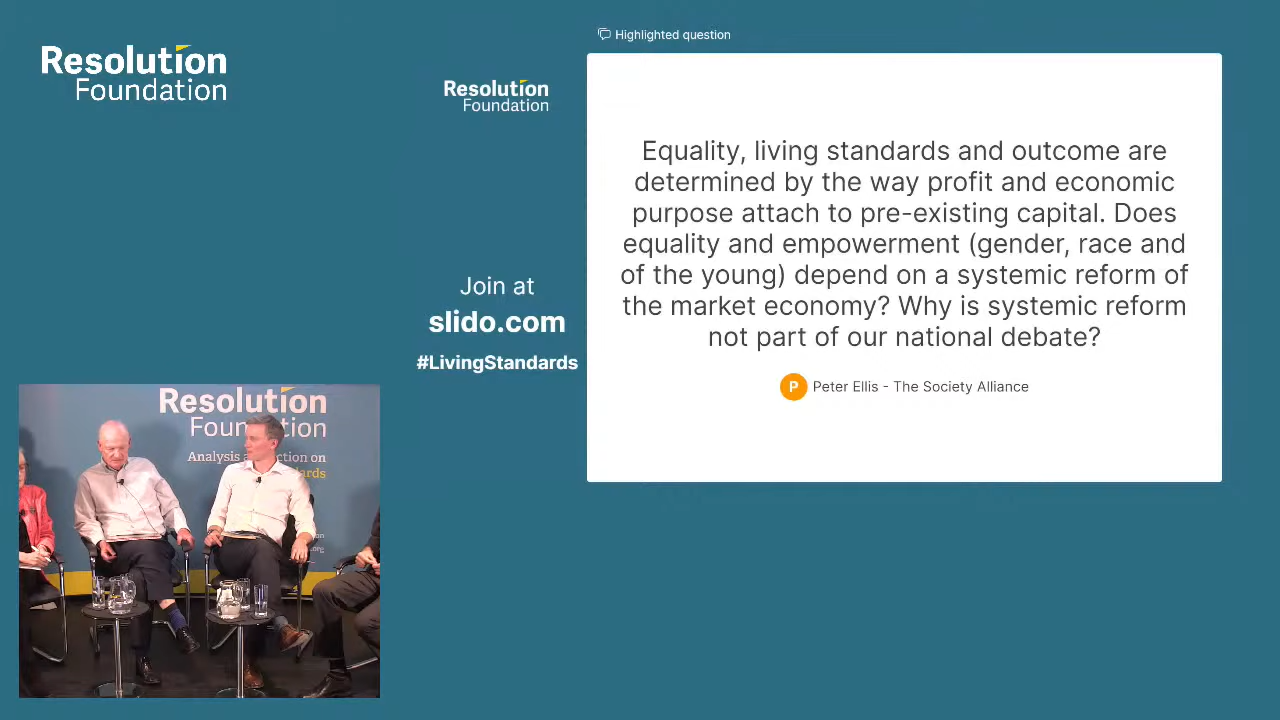 Resolution
Foundation
Highlighted question
Resolution
Foundation
Equality, living standards and outcome are
determined by the way profit and economic
purpose attach to pre-existing capital. Does
equality and empowerment (gender, race and
of the young) depend on a systemic reform of
the market economy? Why is systemic reform
not part of our national debate?
P Peter Ellis - The Society Alliance
Join at
slido.com
#LivingStandards
Resolution
Foundation
Analysis on